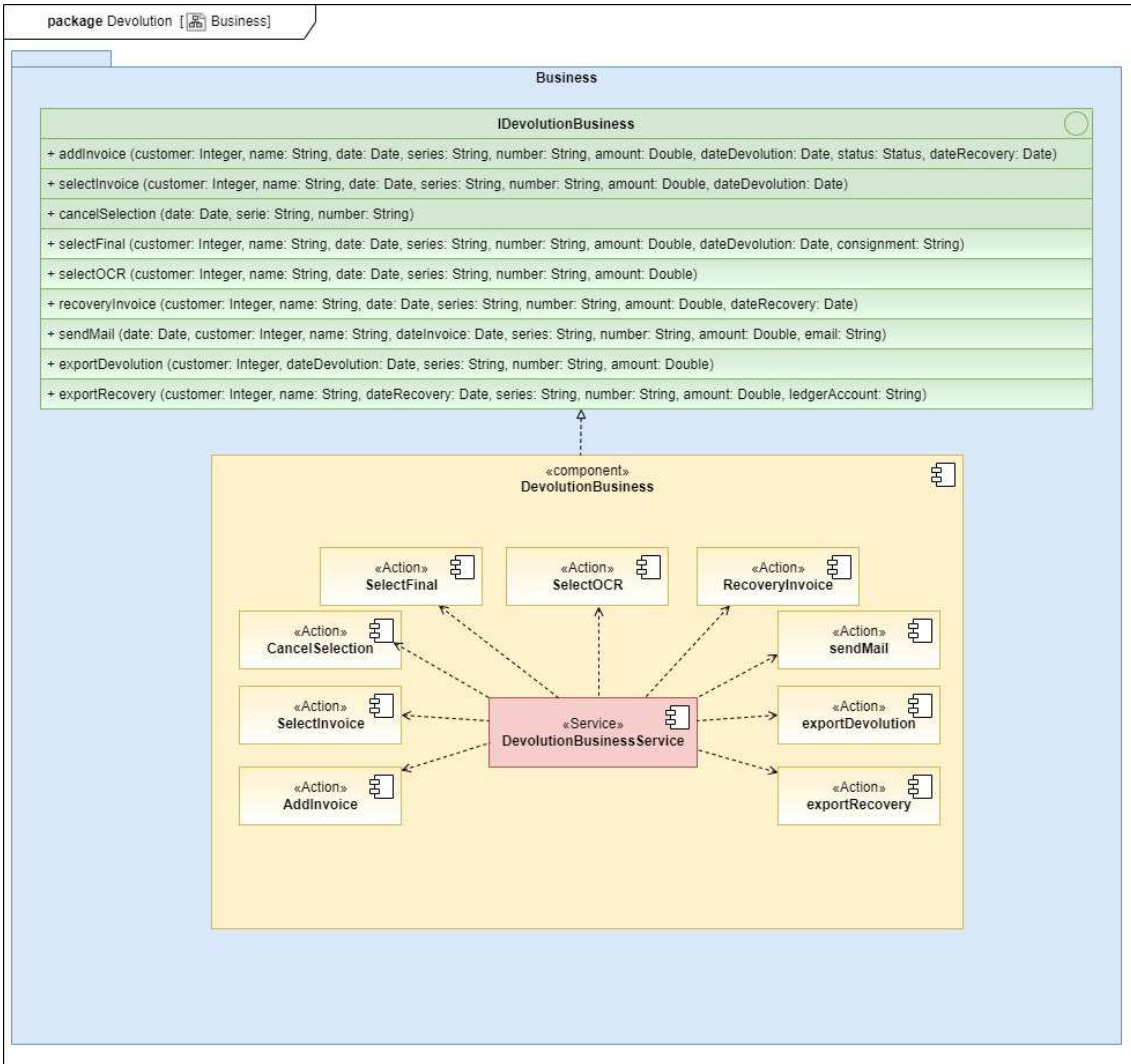 package Devolution [ Business]
Business
IDevolutionBusiness
+ addInvoice (customer: Integer, name: String, date: Date, series: String, number: String, amount: Double, dateDevolution: Date, status: Status, dateRecovery: Date)
+ selectInvoice (customer: Integer, name: String, date: Date, series: String, number: String, amount: Double, dateDevolution: Date)
+ cancelSelection (date: Date, serie: String, number: String)
+ selectFinal (customer: Integer, name: String, date: Date, series: String, number: String, amount: Double, dateDevolution: Date, consignment: String)
+ selectOCR (customer: Integer, name: String, date: Date, series: String, number: String, amount: Double)
+ recoveryInvoice (customer: Integer, name: String, date: Date, series: String, number: String, amount: Double, dateRecovery: Date)
+ sendMail (date: Date, customer: Integer, name: String, dateInvoice: Date, series: String, number: String, amount: Double, email: String)
+ exportDevolution (customer: Integer, dateDevolution: Date, series: String, number: String, amount: Double)
+ exportRecovery (customer: Integer, name: String, dateRecovery: Date, series: String, number: String, amount: Double, ledgerAccount: String)
«component»
DevolutionBusiness
«Action»
SelectFinal
«Action»
SelectOCR
«Action»
RecoveryInvoice
«Action»
CancelSelection
«Action»
sendMail
«Action»
SelectInvoice
«Service»
DevolutionBusinessService
«Action»
exportDevolution
«Action»
AddInvoice
«Action»
exportRecovery